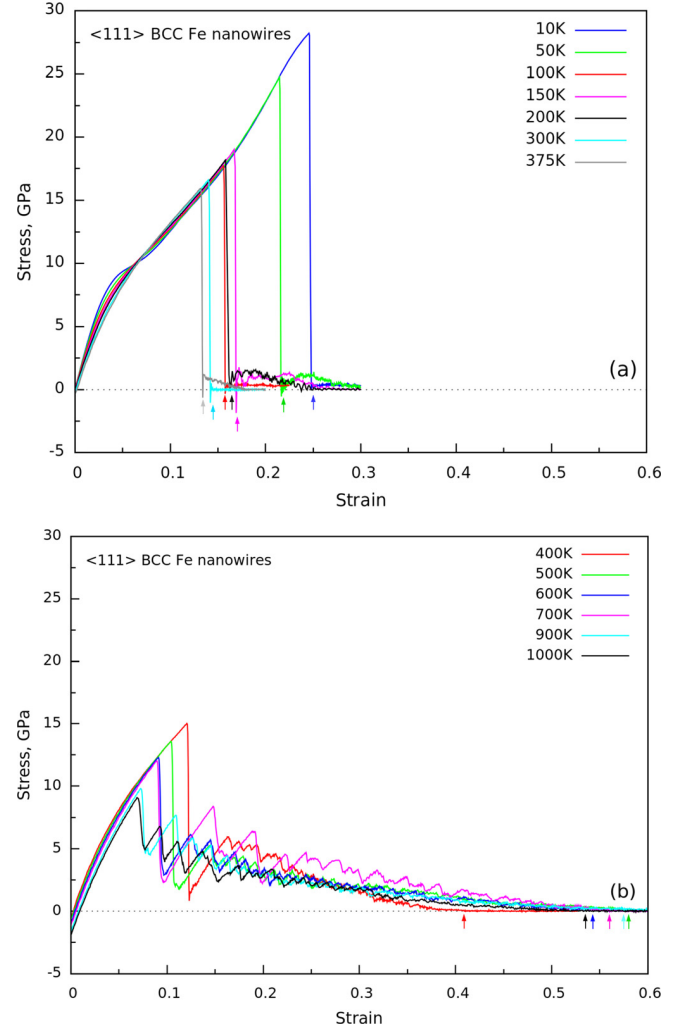 30
<111> BCC Fe nanowires
10K
50K
25
100K
150K
20
200K
300K
375K
15
Stress, GPa
10
5
(a)
0
-5
0
0.1
0.2
0.3
0.4
0.5
0.6
Strain
30
<111> BCC Fe nanowires
400K
500K
25
600K
700K
900K
20
1000K
15
Stress, GPa
10
5
(b)
0
-5
0
0.1
0.2
0.3
0.4
0.5
0.6
Strain